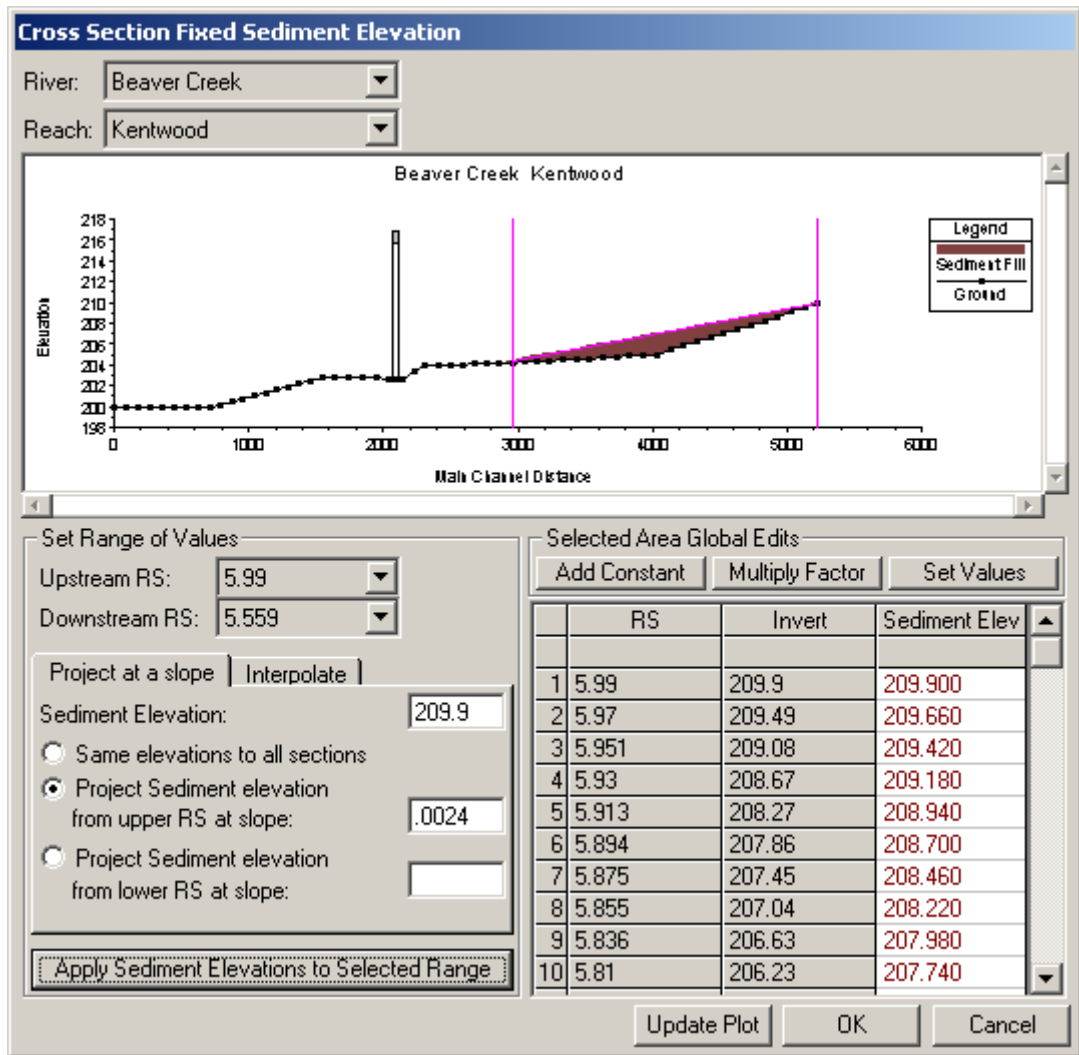 Cross Section Fixed Sediment Elevation
River: Beaver Creek
Reach: Kentwood
Beaver Creek Kentwood
218
216
214
212
210
208
206
204
202
200
198
Elevation
0 1000 2000 3000 4000 5000 6000
Main Channel Distance
Legend
Sediment Fill
Ground
Set Range of Values
Upstream RS: 5.99
Downstream RS: 5.559
Project at a slope Interpolate
Sediment Elevation: 209.9
Same elevations to all sections
Project Sediment elevation
from upper RS at slope: .0024
Project Sediment elevation
from lower RS at slope:
Apply Sediment Elevations to Selected Range
Selected Area Global Edits
Add Constant Multiply Factor Set Values
RS Invert Sediment Elev
1 5.99 209.9 209.900
2 5.97 209.49 209.660
3 5.951 209.08 209.420
4 5.93 208.67 209.180
5 5.913 208.27 208.940
6 5.894 207.86 208.700
7 5.875 207.45 208.460
8 5.855 207.04 208.220
9 5.836 206.63 207.980
10 5.81 206.23 207.740
Update Plot OK Cancel